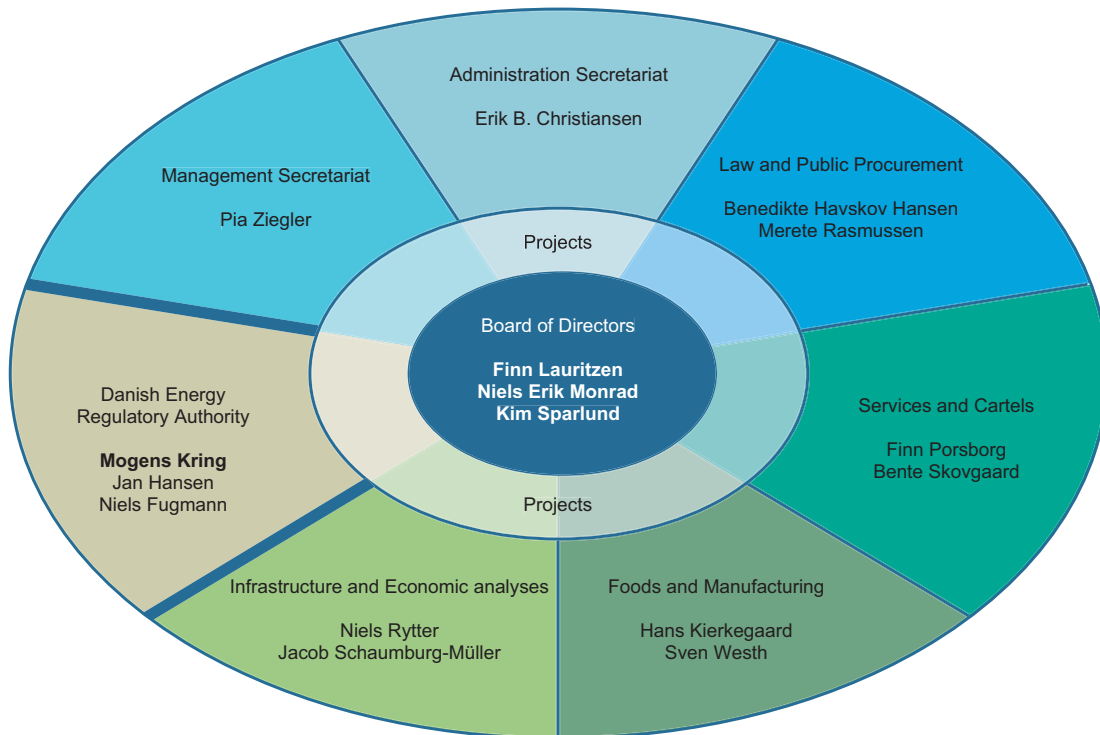 Administration Secretariat
Erik B. Christiansen
Management Secretariat
Pia Ziegler
Law and Public Procurement
Benedikte Havskov Hansen
Merete Rasmussen
Projects
Board of Directors
Finn Lauritzen
Niels Erik Monrad
Kim Sparlund
Danish Energy
Regulatory Authority
Mogens Kring
Jan Hansen
Niels Fugmann
Services and Cartels
Finn Porsborg
Bente Skovgaard
Projects
Infrastructure and Economic analyses
Niels Rytter
Jacob Schaumburg-Müller
Foods and Manufacturing
Hans Kierkegaard
Sven Westh